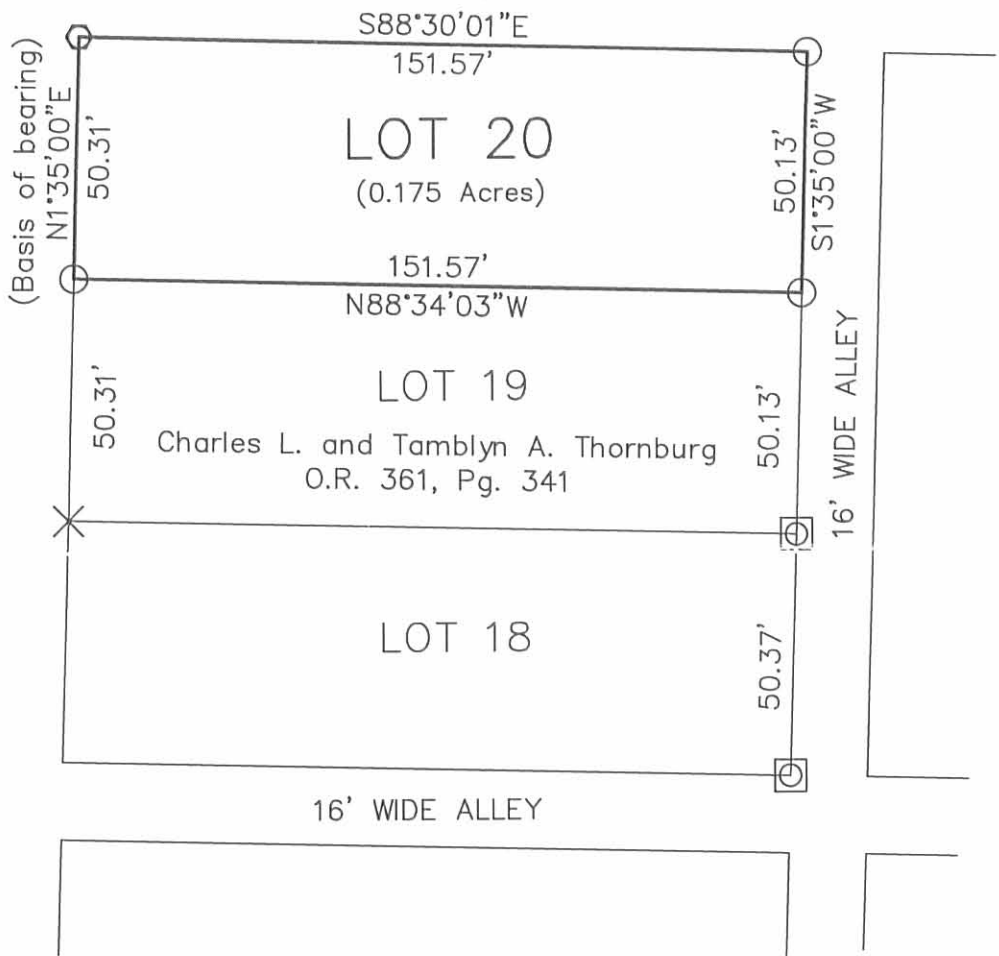 S88°30'01"E
151.57'
(Basis of bearing)
N1°35'00"E
50.31'
LOT 20
(0.175 Acres)
50.13'
S1°35'00"W
151.57'
N88°34'03"W
50.31'
LOT 19
Charles L. and Tamblyn A. Thornburg
O.R. 361, Pg. 341
50.13'
16' WIDE ALLEY
LOT 18
50.37'
16' WIDE ALLEY